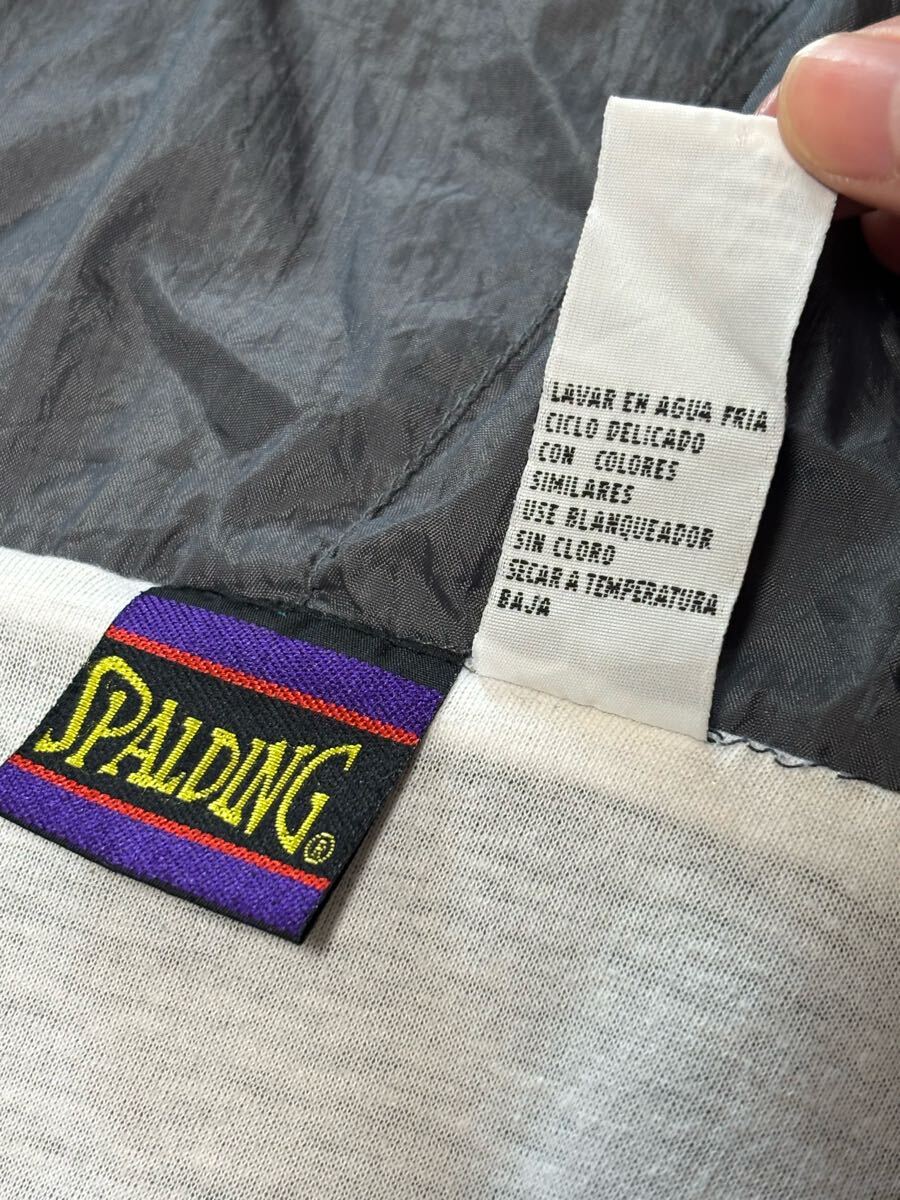 LAVAR EN AGUA FRIA
CICLO DELICADO
CON COLORES
SIMILARES
USE BLANQUEADOR
SIN CLORO
SECAR A TEMPERATURA
BAJA
SPALDING®